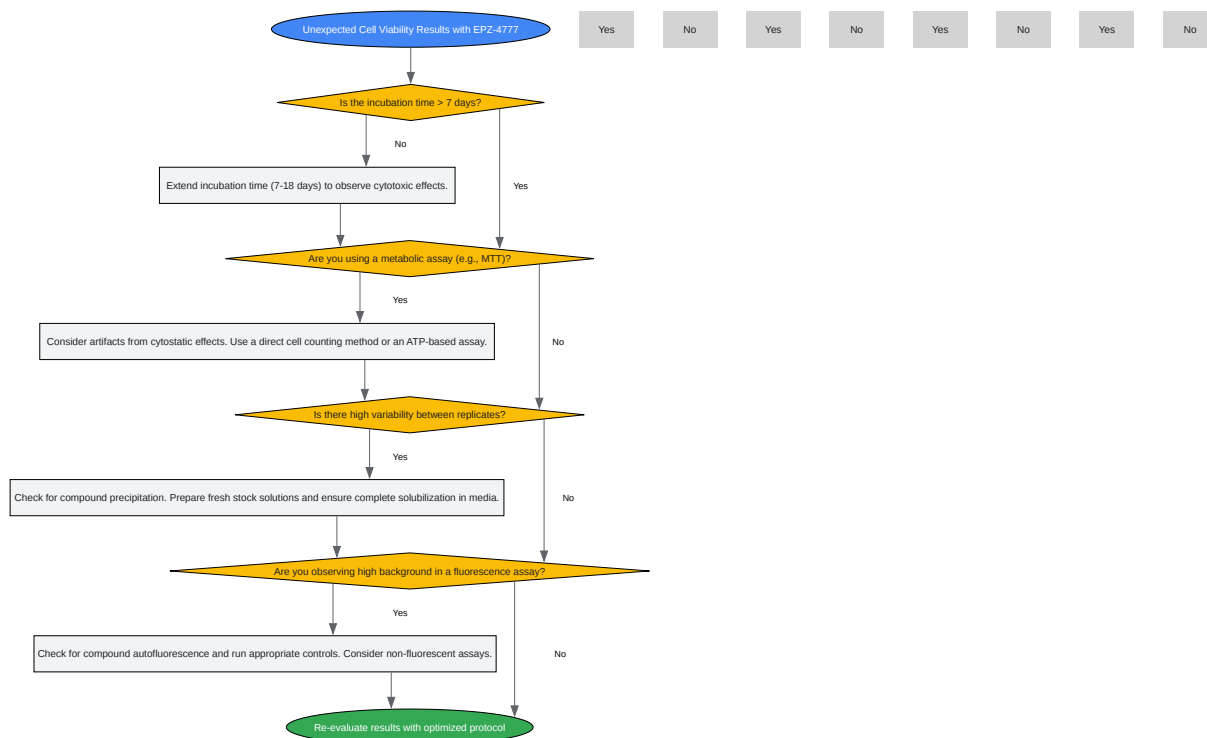 Unexpected Cell Viability Results with EPZ-4777
Yes
No
Yes
No
Yes
No
Yes
No
Is the incubation time > 7 days?
No
Extend incubation time (7-18 days) to observe cytotoxic effects.
Yes
Are you using a metabolic assay (e.g., MTT)?
Yes
Consider artifacts from cytostatic effects. Use a direct cell counting method or an ATP-based assay.
No
Is there high variability between replicates?
Yes
Check for compound precipitation. Prepare fresh stock solutions and ensure complete solubilization in media.
No
Are you observing high background in a fluorescence assay?
Yes
Check for compound autofluorescence and run appropriate controls. Consider non-fluorescent assays.
No
Re-evaluate results with optimized protocol